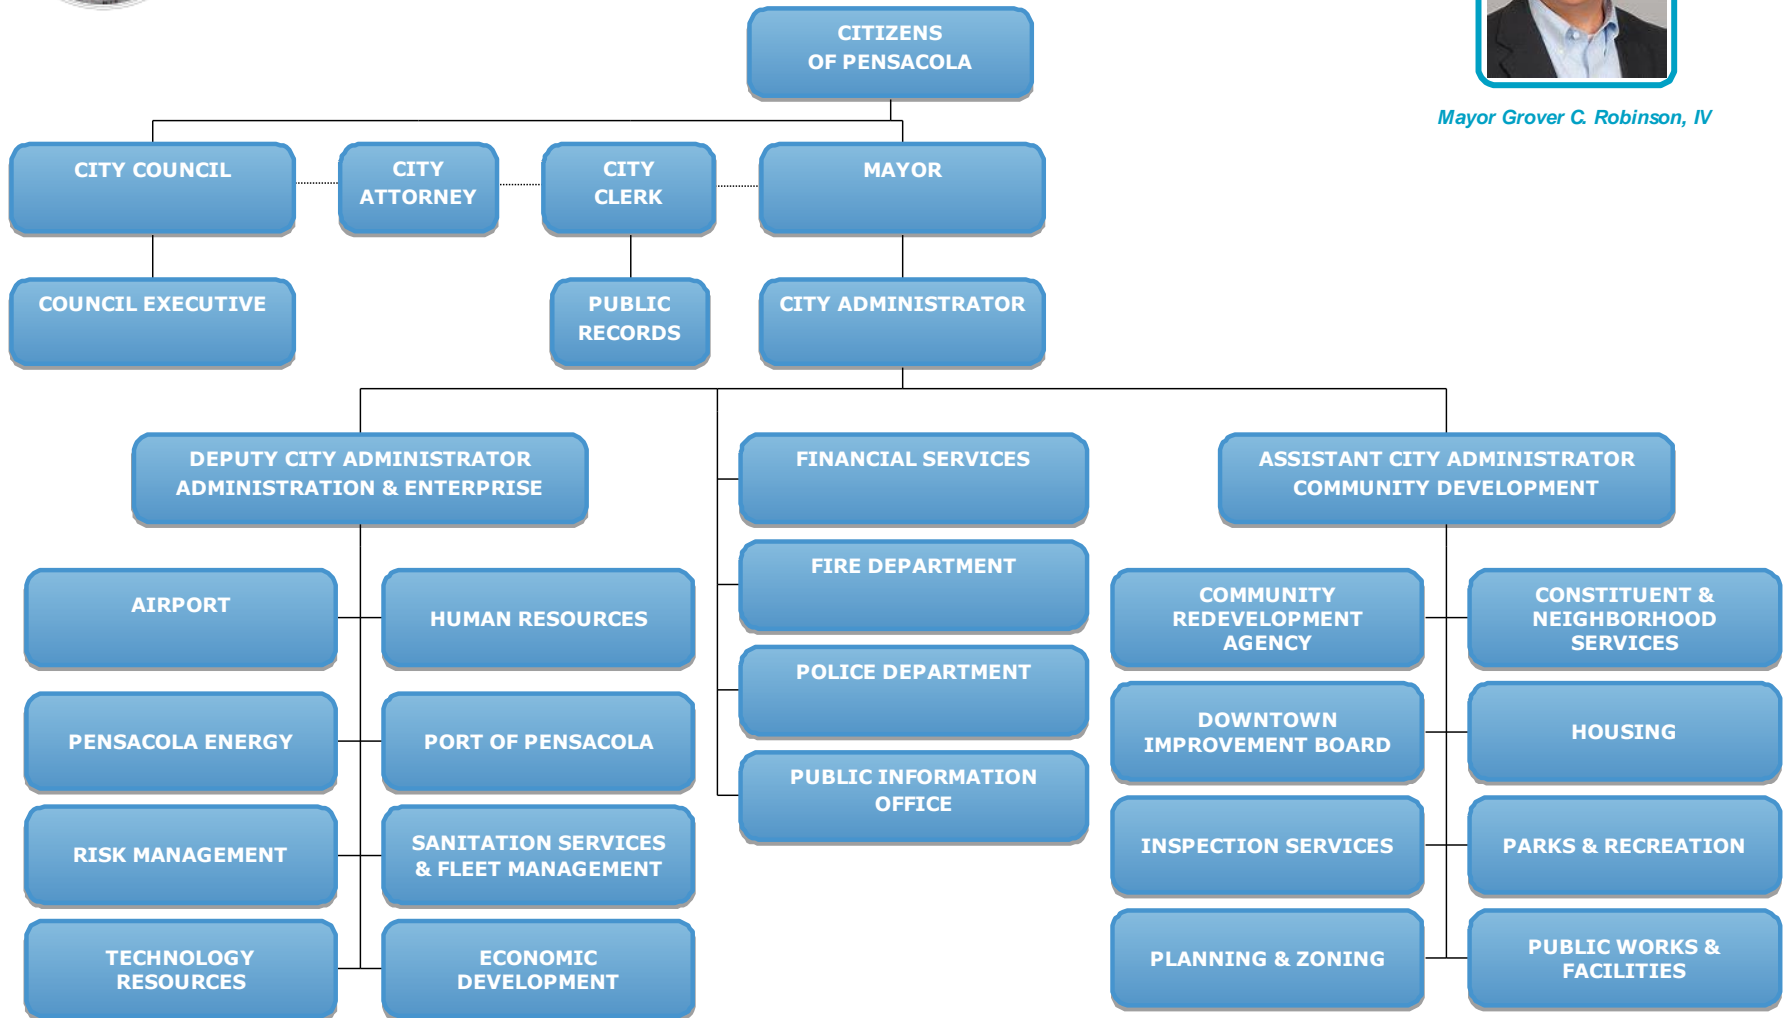 CITIZENS
OF PENSACOLA
Mayor Grover C. Robinson, IV
CITY COUNCIL
CITY
ATTORNEY
CITY
CLERK
MAYOR
COUNCIL EXECUTIVE
PUBLIC
RECORDS
CITY ADMINISTRATOR
DEPUTY CITY ADMINISTRATOR
ADMINISTRATION & ENTERPRISE
AIRPORT
HUMAN RESOURCES
PENSACOLA ENERGY
PORT OF PENSACOLA
RISK MANAGEMENT
SANITATION SERVICES
& FLEET MANAGEMENT
TECHNOLOGY
RESOURCES
ECONOMIC
DEVELOPMENT
FINANCIAL SERVICES
FIRE DEPARTMENT
POLICE DEPARTMENT
PUBLIC INFORMATION
OFFICE
ASSISTANT CITY ADMINISTRATOR
COMMUNITY DEVELOPMENT
COMMUNITY
REDEVELOPMENT
AGENCY
CONSTITUENT &
NEIGHBORHOOD
SERVICES
DOWNTOWN
IMPROVEMENT BOARD
HOUSING
INSPECTION SERVICES
PARKS & RECREATION
PLANNING & ZONING
PUBLIC WORKS &
FACILITIES